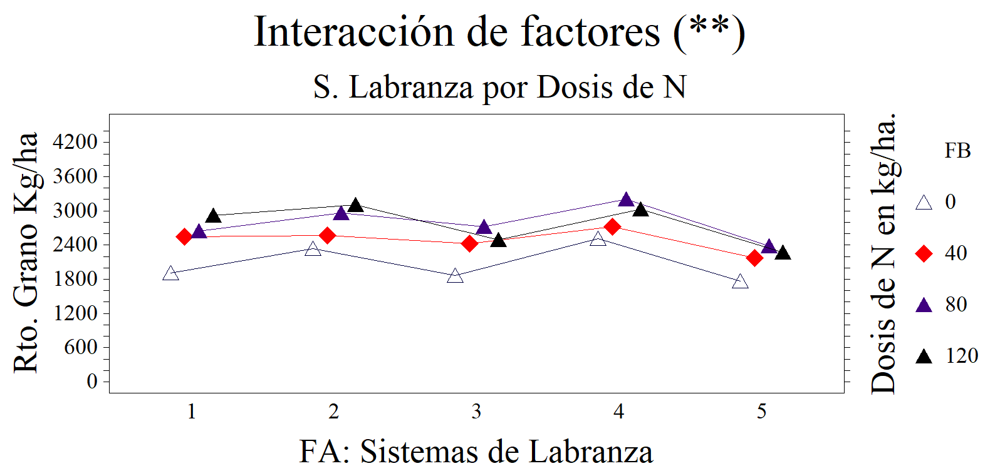 Interacción de factores (**)
S. Labranza por Dosis de N
Rto. Grano Kg/ha
4200
3600
3000
2400
1800
1200
600
0
1 2 3 4 5
FA: Sistemas de Labranza
Dosis de N en kg/ha.
FB
0
40
80
120